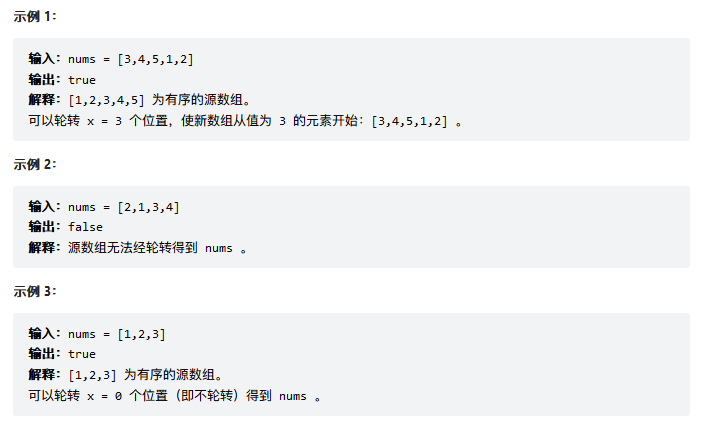 示例 1：
输入：nums = [3,4,5,1,2]
输出：true
解释：[1,2,3,4,5] 为有序的源数组。
可以轮转 x = 3 个位置，使新数组从值为 3 的元素开始：[3,4,5,1,2] 。
示例 2：
输入：nums = [2,1,3,4]
输出：false
解释：源数组无法经轮转得到 nums 。
示例 3：
输入：nums = [1,2,3]
输出：true
解释：[1,2,3] 为有序的源数组。
可以轮转 x = 0 个位置（即不轮转）得到 nums 。